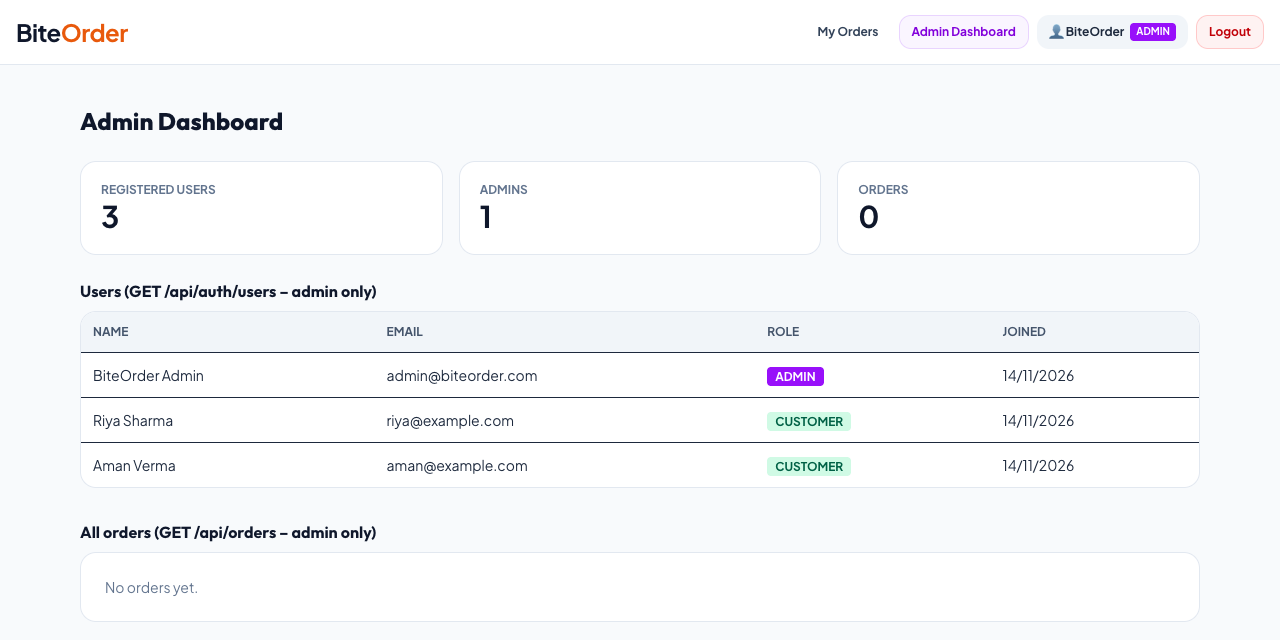 BiteOrder
My Orders
Admin Dashboard
BiteOrder ADMIN
Logout
Admin Dashboard
REGISTERED USERS
3
ADMINS
1
ORDERS
0
Users (GET /api/auth/users – admin only)
NAME EMAIL ROLE JOINED
BiteOrder Admin admin@biteorder.com ADMIN 14/11/2026
Riya Sharma riya@example.com CUSTOMER 14/11/2026
Aman Verma aman@example.com CUSTOMER 14/11/2026
All orders (GET /api/orders – admin only)
No orders yet.